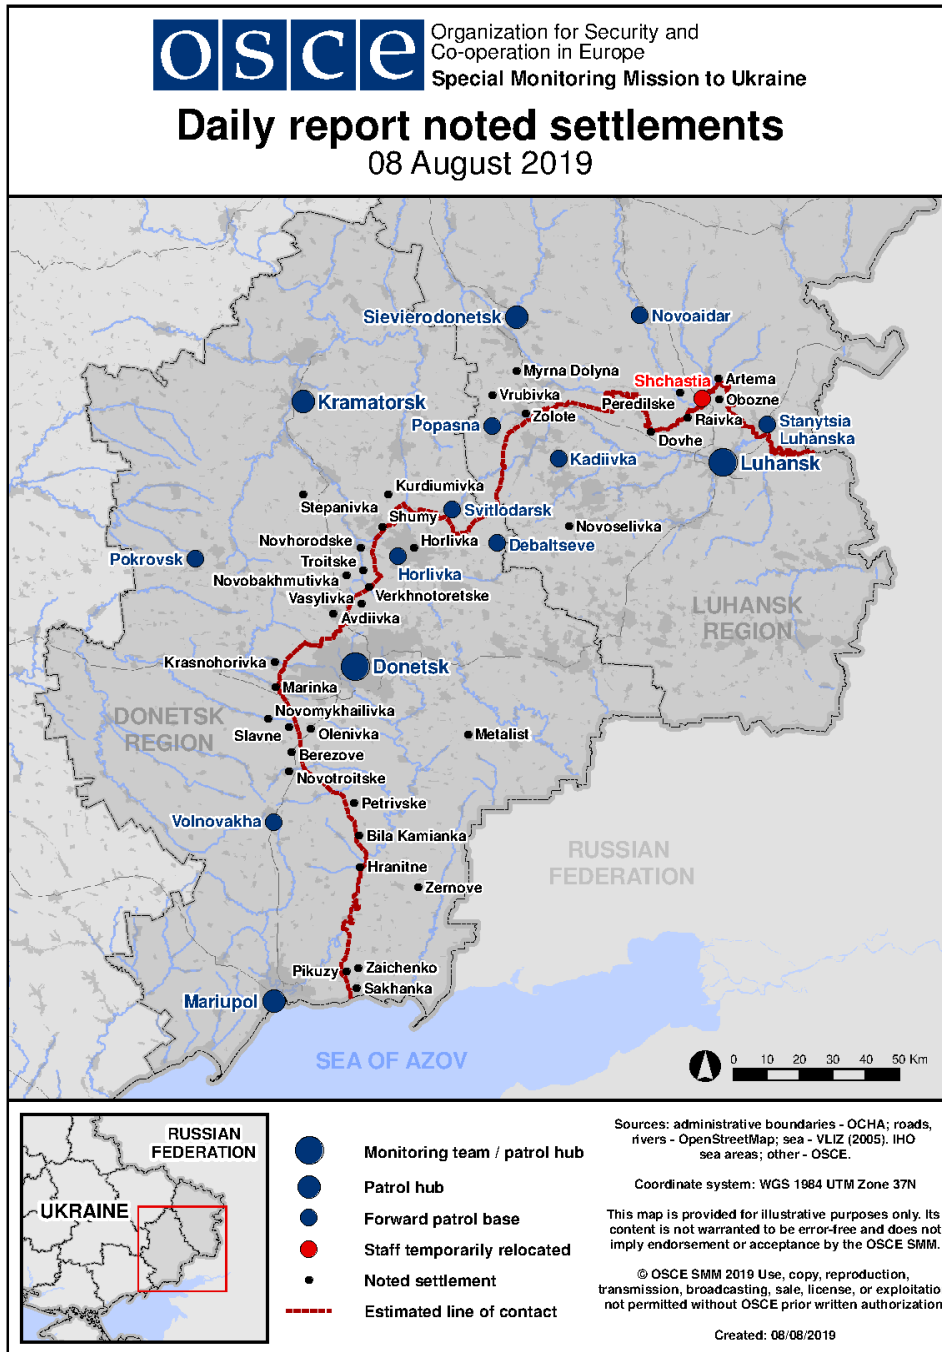 osce
Organization for Security and
Co-operation in Europe
Special Monitoring Mission to Ukraine
Daily report noted settlements
08 August 2019
Sievierodonetsk
Novoaidar
Myrna Dolyna
Shchastia
Artema
Kramatorsk
Vrubivka
Peredilske
Obozne
Popasna
Zolote
Raivka
Stanytsia
Luhanska
Dovhe
Kadiivka
Luhansk
Kurdiumivka
Stepanivka
Svitlodarsk
Shumy
Novoselivka
Novhorodske
Horlivka
Debaltseve
Pokrovsk
Troitske
Horlivka
Novobakhmutivka
Vasylivka
Verkhnotoretske
Avdiivka
LUHANSK
REGION
Krasnohorivka
Donetsk
Marinka
Novomykhailivka
DONETSK
REGION
Slavne
Olenivka
Metalist
Berezove
Novotroitske
Petrivske
Volnovakha
Bila Kamianka
RUSSIAN
FEDERATION
Hranitne
Zernove
Pikuzy
Zaichenko
Sakhanka
Mariupol
SEA OF AZOV
0 10 20 30 40 50 Km
RUSSIAN
FEDERATION
UKRAINE
Monitoring team / patrol hub
Patrol hub
Forward patrol base
Staff temporarily relocated
Noted settlement
Estimated line of contact
Sources: administrative boundaries - OCHA; roads,
rivers - OpenStreetMap; sea - VLIZ (2005). IHO
sea areas; other - OSCE.
Coordinate system: WGS 1984 UTM Zone 37N
This map is provided for illustrative purposes only. Its
content is not warranted to be error-free and does not
imply endorsement or acceptance by the OSCE SMM.
© OSCE SMM 2019 Use, copy, reproduction,
transmission, broadcasting, sale, license, or exploitatio
not permitted without OSCE prior written authorization
Created: 08/08/2019